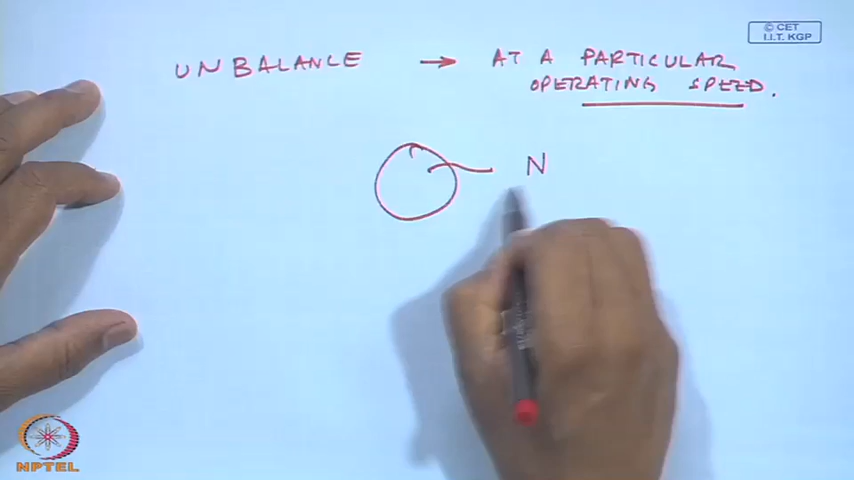 © CET
I.I.T. KGP
UNBALANCE → AT A PARTICULAR
OPERATING SPEED.
N
NPTEL